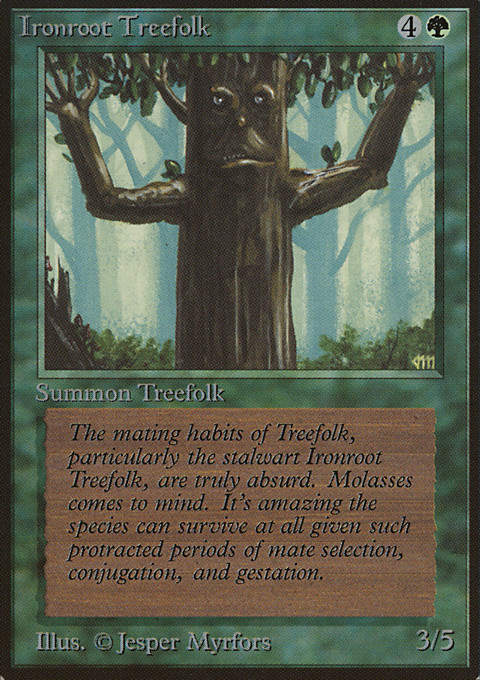 Ironroot Treefolk 4
Summon Treefolk
The mating habits of Treefolk,
particularly the stalwart Ironroot
Treefolk, are truly absurd. Molasses
comes to mind. It's amazing the
species can survive at all given such
protracted periods of mate selection,
conjugation, and gestation.
Illus. © Jesper Myrfors 3/5